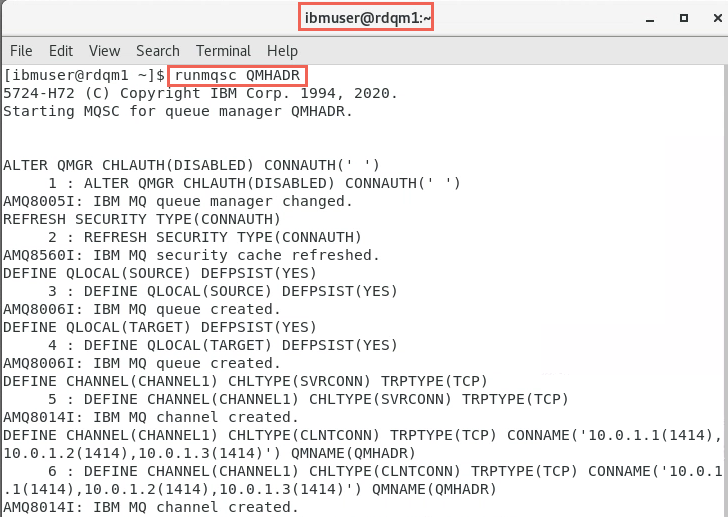 ibmuser@rdqm1:~
File Edit View Search Terminal Help
[ibmuser@rdqm1 ~]$ runmqsc QMHADR
5724-H72 (C) Copyright IBM Corp. 1994, 2020.
Starting MQSC for queue manager QMHADR.
ALTER QMGR CHLAUTH(DISABLED) CONNAUTH(' ')
1 : ALTER QMGR CHLAUTH(DISABLED) CONNAUTH(' ')
AMQ8005I: IBM MQ queue manager changed.
REFRESH SECURITY TYPE(CONNAUTH)
2 : REFRESH SECURITY TYPE(CONNAUTH)
AMQ8560I: IBM MQ security cache refreshed.
DEFINE QLOCAL(SOURCE) DEFPSIST(YES)
3 : DEFINE QLOCAL(SOURCE) DEFPSIST(YES)
AMQ8006I: IBM MQ queue created.
DEFINE QLOCAL(TARGET) DEFPSIST(YES)
4 : DEFINE QLOCAL(TARGET) DEFPSIST(YES)
AMQ8006I: IBM MQ queue created.
DEFINE CHANNEL(CHANNEL1) CHLTYPE(SVRCONN) TRPTYPE(TCP)
5 : DEFINE CHANNEL(CHANNEL1) CHLTYPE(SVRCONN) TRPTYPE(TCP)
AMQ8014I: IBM MQ channel created.
DEFINE CHANNEL(CHANNEL1) CHLTYPE(CLNTCONN) TRPTYPE(TCP) CONNAME('10.0.1.1(1414),
10.0.1.2(1414),10.0.1.3(1414)') QMNAME(QMHADR)
6 : DEFINE CHANNEL(CHANNEL1) CHLTYPE(CLNTCONN) TRPTYPE(TCP) CONNAME('10.0.1
.1(1414),10.0.1.2(1414),10.0.1.3(1414)') QMNAME(QMHADR)
AMQ8014I: IBM MQ channel created.